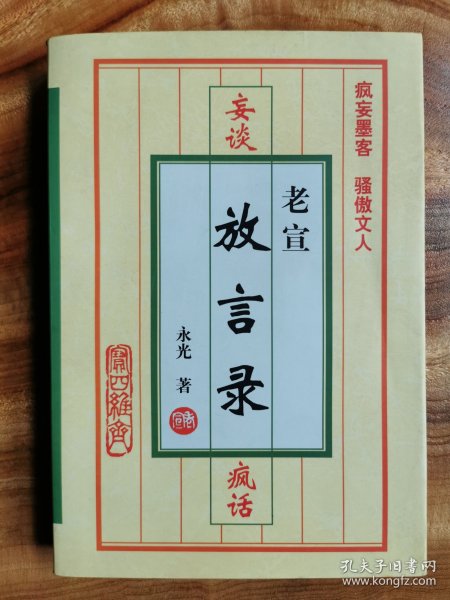 疯妄墨客 骚傲文人
妄谈
老宣
放言录
永光 著
疯话
孔夫子旧书网
www.kongfz.com